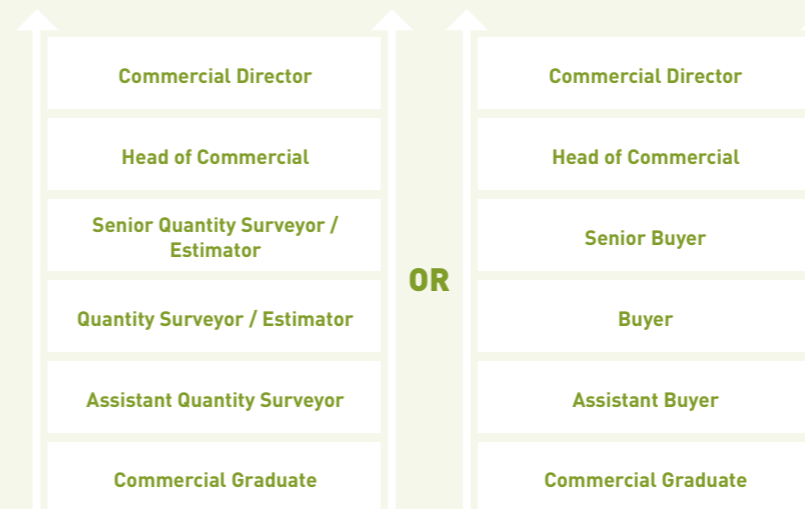 Commercial Director
Head of Commercial
Senior Quantity Surveyor /
Estimator
Quantity Surveyor / Estimator
Assistant Quantity Surveyor
Commercial Graduate
OR
Commercial Director
Head of Commercial
Senior Buyer
Buyer
Assistant Buyer
Commercial Graduate